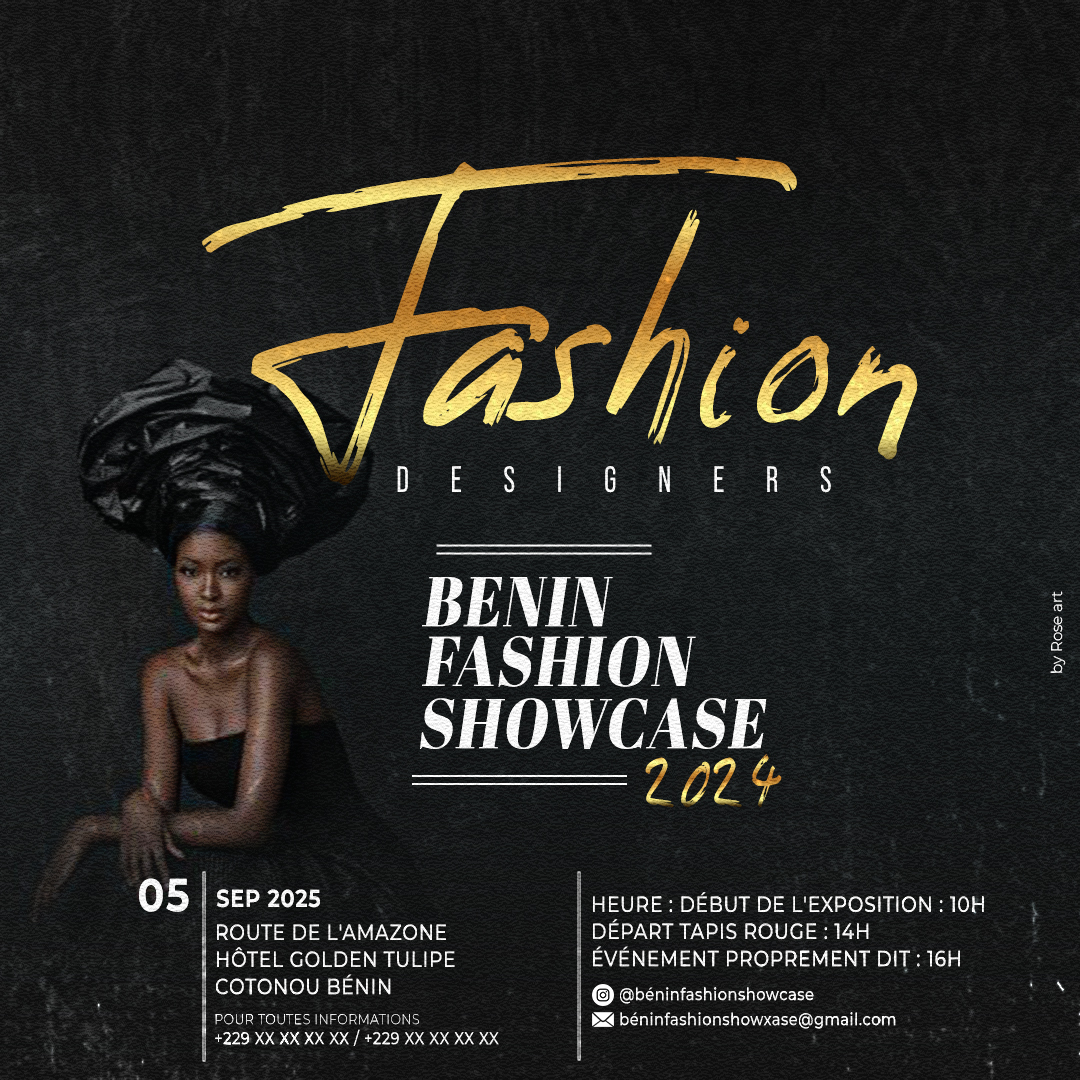 Fashion
DESIGNERS
BENIN
FASHION
SHOWCASE
2024
by Rose art
05
SEP 2025
ROUTE DE L'AMAZONE
HÔTEL GOLDEN TULIPE
COTONOU BÉNIN
POUR TOUTES INFORMATIONS
+229 XX XX XX XX / +229 XX XX XX XX
HEURE : DÉBUT DE L'EXPOSITION : 10H
DÉPART TAPIS ROUGE : 14H
ÉVÉNEMENT PROPREMENT DIT : 16H
@béninfashionshowcase
béninfashionshowxase@gmail.com